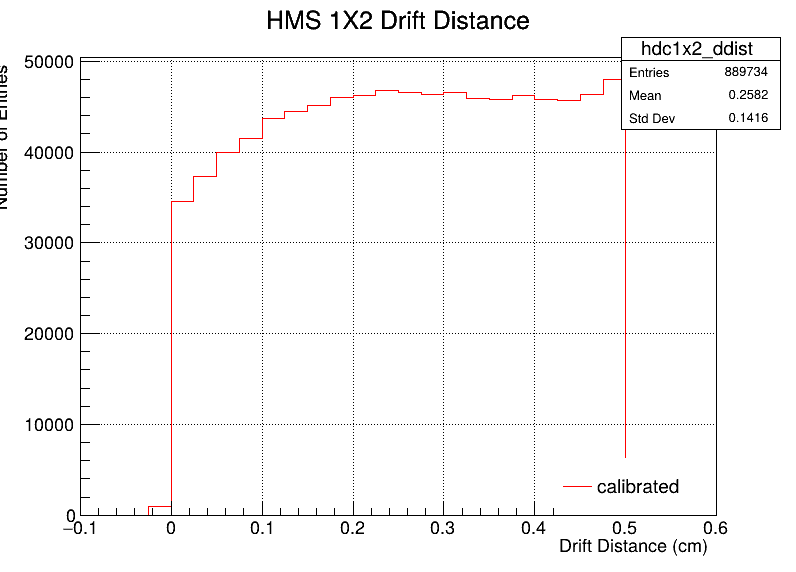 HMS 1X2 Drift Distance
hdc1x2_ddist
Entries 889734
Mean 0.2582
Std Dev 0.1416
Number of Entries
50000
40000
30000
20000
10000
0
calibrated
−0.1 0 0.1 0.2 0.3 0.4 0.5 0.6
Drift Distance (cm)